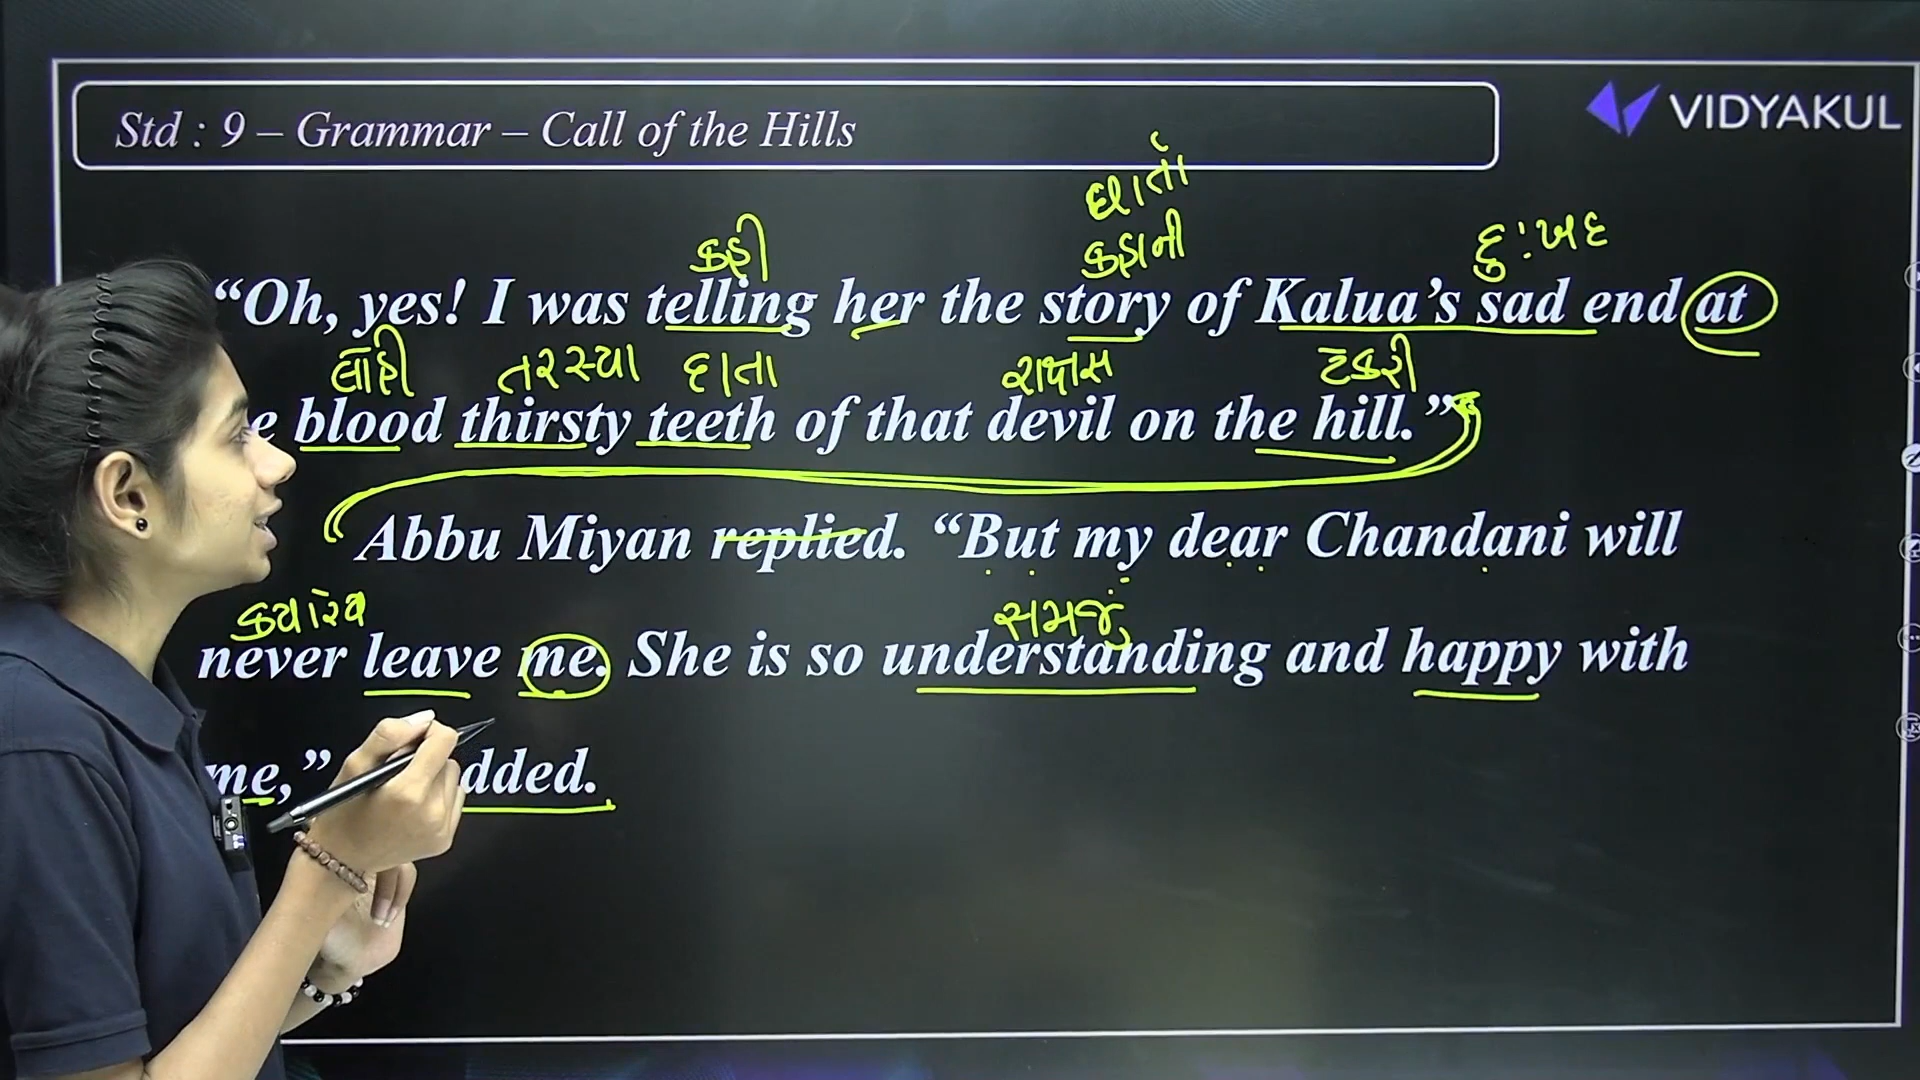 Std : 9 – Grammar – Call of the Hills
VIDYAKUL
કહાની
કહી
દુઃખદ
“Oh, yes! I was telling her the story of Kalua’s sad end at
લોહી તરસ્યા દાતા રાક્ષસ ટેકરી
blood thirsty teeth of that devil on the hill.”
Abbu Miyan replied. “But my dear Chandani will
ક્યારેય સમજું
never leave me. She is so understanding and happy with
me,” dded.